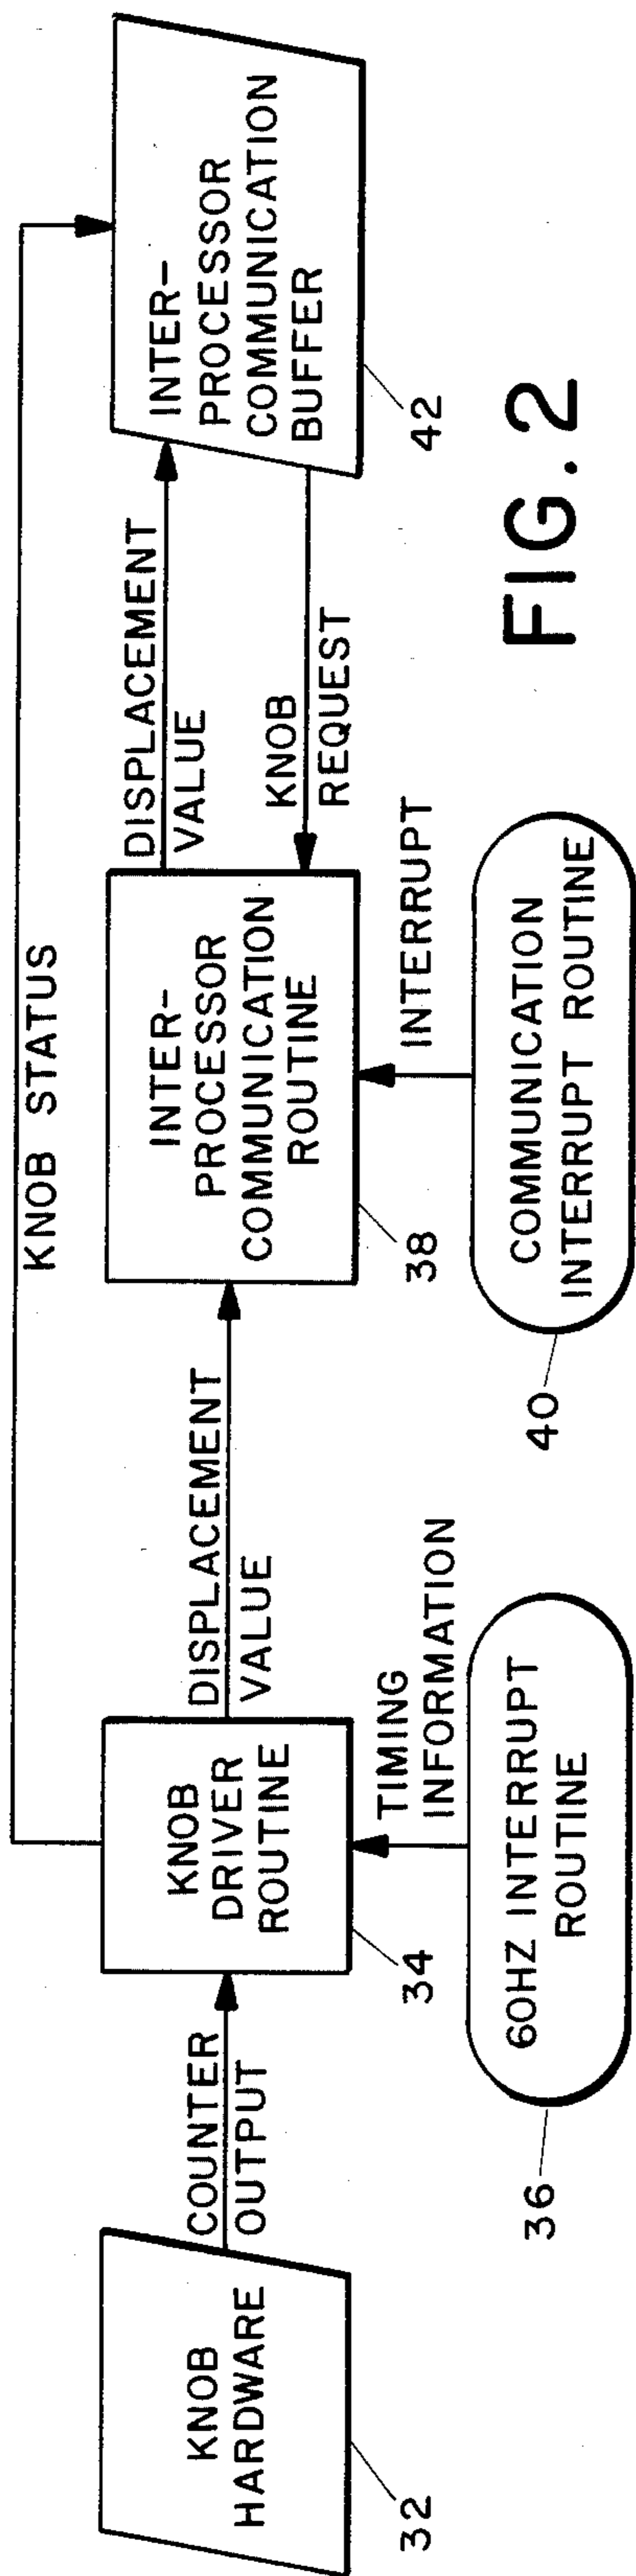 KNOB STATUS
KNOB
HARDWARE
32
COUNTER
OUTPUT
KNOB
DRIVER
ROUTINE
34
TIMING
INFORMATION
60HZ INTERRUPT
ROUTINE
36
DISPLACEMENT
VALUE
INTER-
PROCESSOR
COMMUNICATION
ROUTINE
38
INTERRUPT
COMMUNICATION
INTERRUPT ROUTINE
40
DISPLACEMENT
VALUE
KNOB
REQUEST
INTER-
PROCESSOR
COMMUNICATION
BUFFER
42
FIG. 2